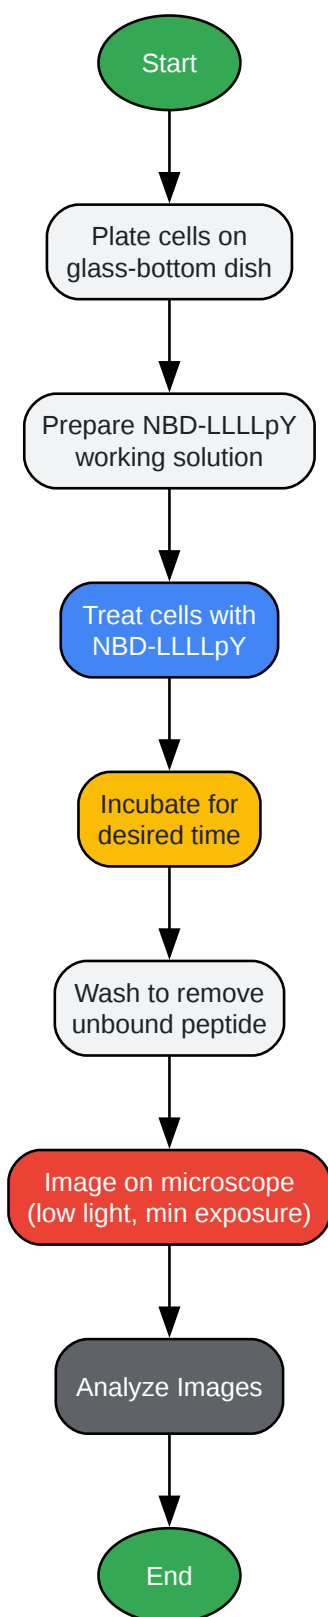 Start
Plate cells on
glass-bottom dish
Prepare NBD-LLLLpY
working solution
Treat cells with
NBD-LLLLpY
Incubate for
desired time
Wash to remove
unbound peptide
Image on microscope
(low light, min exposure)
Analyze Images
End